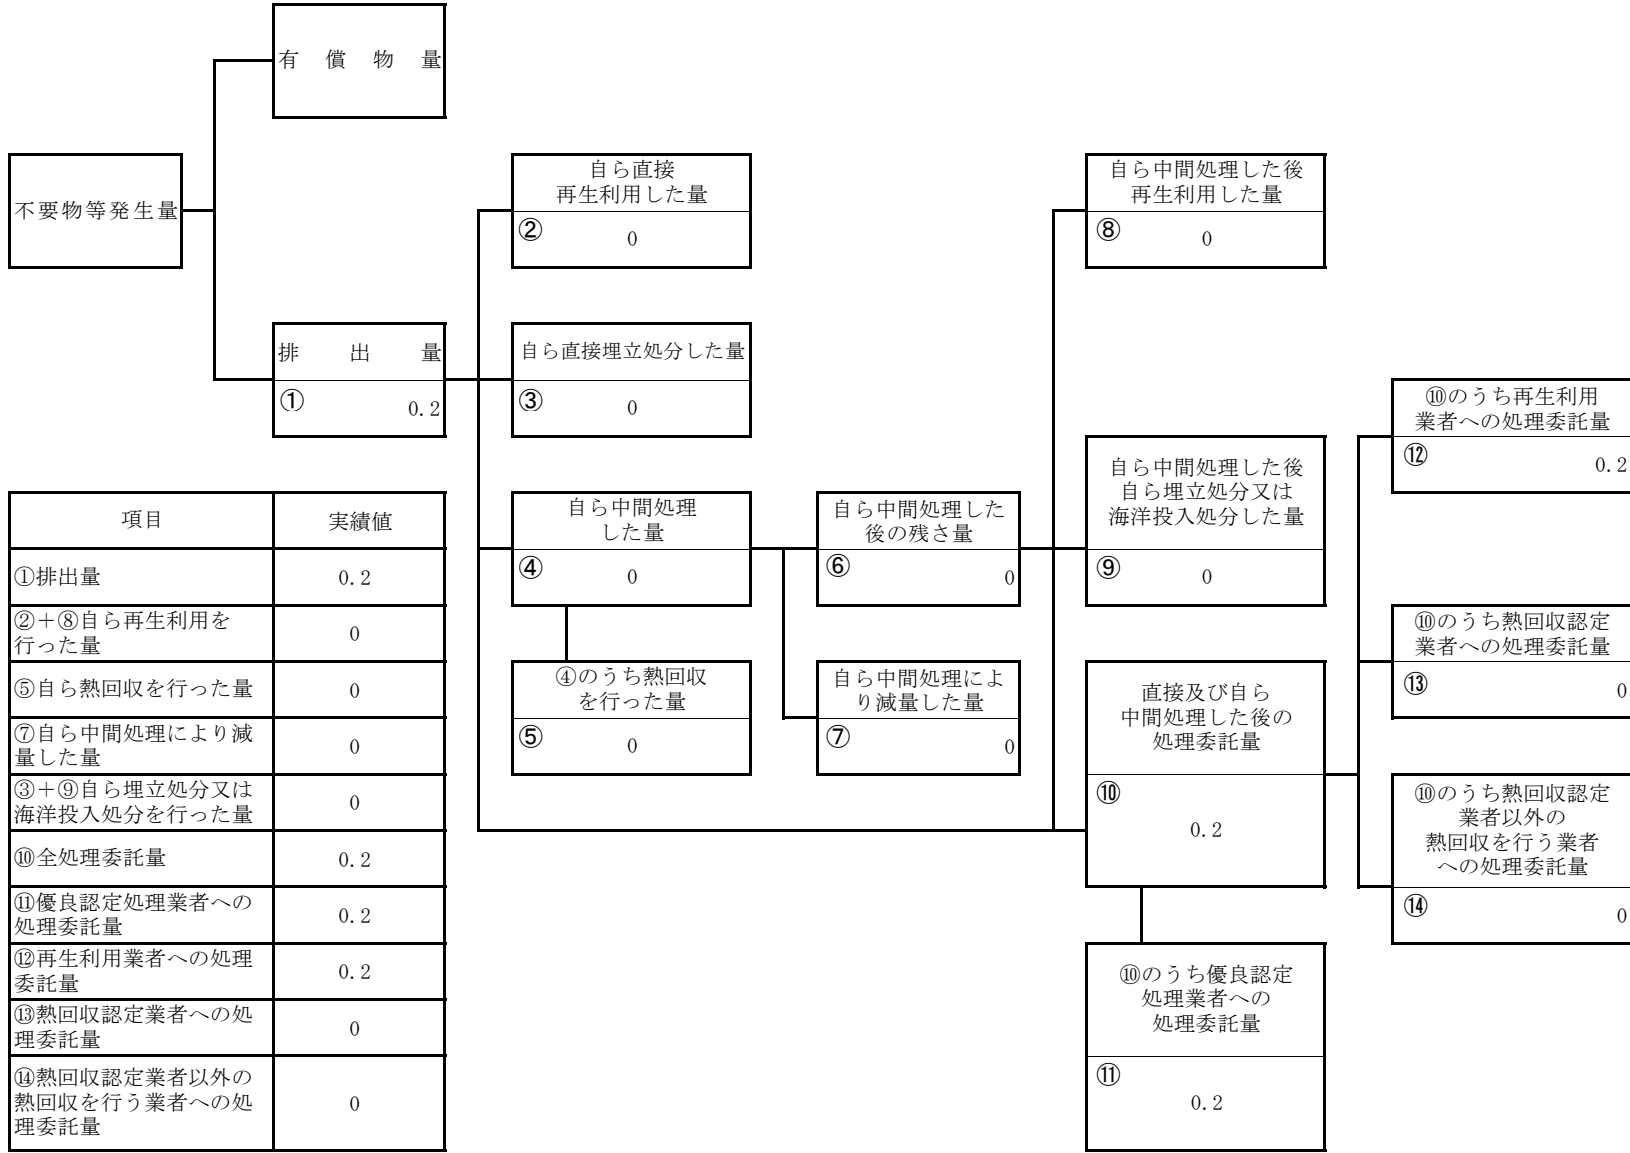 有償物量
不要物等発生量
排出量
①
0.2
自ら直接
再生利用した量
②
0
自ら直接埋立処分した量
③
0
自ら中間処理
した量
④
0
④のうち熱回収
を行った量
⑤
0
自ら中間処理した
後の残さ量
⑥
0
自ら中間処理によ
り減量した量
⑦
0
自ら中間処理した後
再生利用した量
⑧
0
自ら中間処理した後
自ら埋立処分又は
海洋投入処分した量
⑨
0
直接及び自ら
中間処理した後の
処理委託量
⑩
0.2
⑩のうち優良認定
処理業者への
処理委託量
⑪
0.2
⑩のうち再生利用
業者への処理委託量
⑫
0.2
⑩のうち熱回収認定
業者への処理委託量
⑬
0
⑩のうち熱回収認定
業者以外の
熱回収を行う業者
への処理委託量
⑭
0
項目 実績値
①排出量 0.2
②＋⑧自ら再生利用を
行った量
0
⑤自ら熱回収を行った量 0
⑦自ら中間処理により減
量した量
0
③＋⑨自ら埋立処分又は
海洋投入処分を行った量
0
⑩全処理委託量 0.2
⑪優良認定処理業者への
処理委託量
0.2
⑫再生利用業者への処理
委託量
0.2
⑬熱回収認定業者への処
理委託量
0
⑭熱回収認定業者以外の
熱回収を行う業者への処
理委託量
0